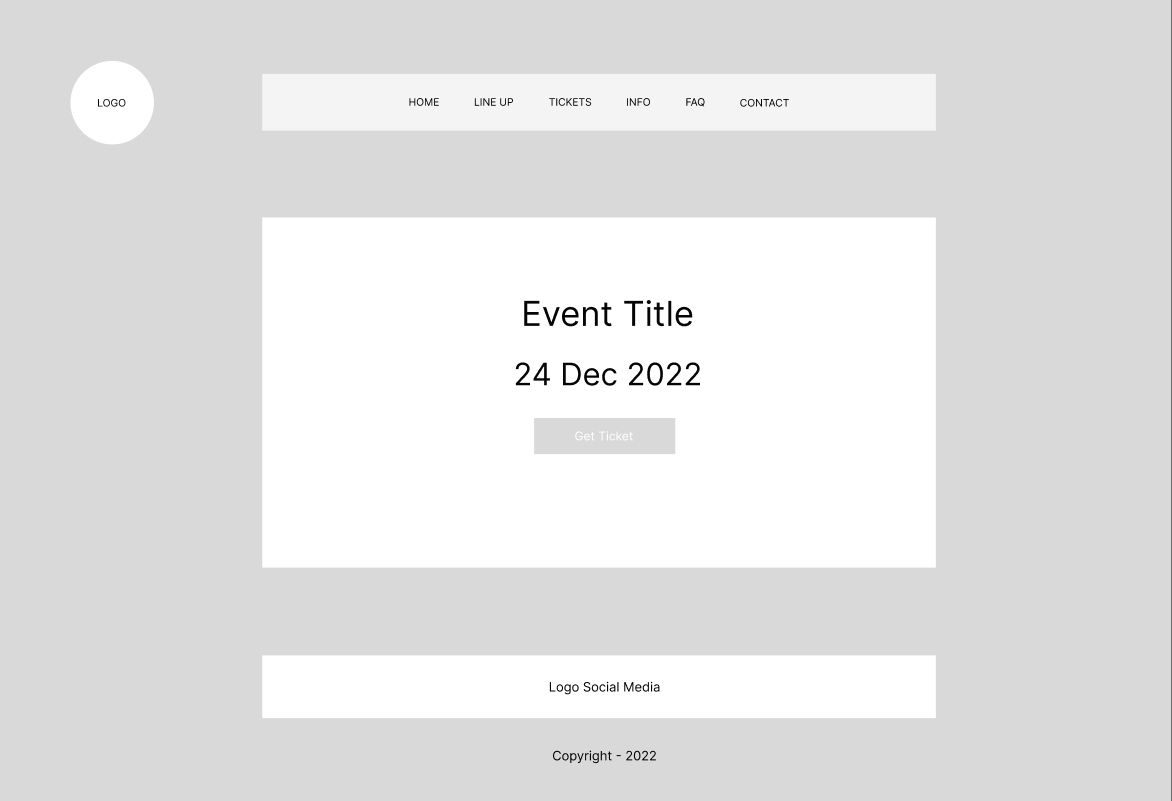 LOGO
HOME LINE UP TICKETS INFO FAQ CONTACT
Event Title
24 Dec 2022
Get Ticket
Logo Social Media
Copyright - 2022